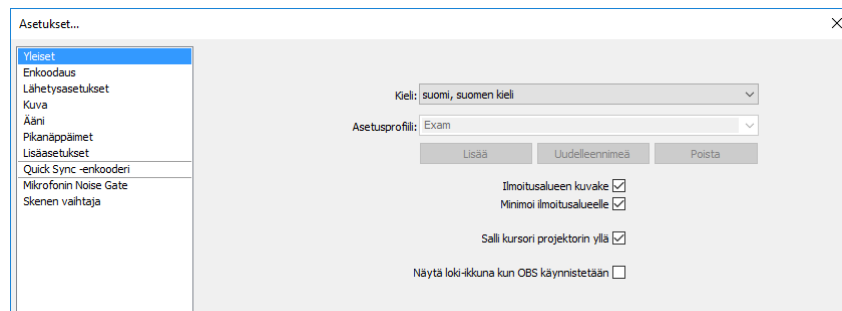 Asetukset...
Yleiset
Enkoodaus
Lähetysasetukset
Kuva
Ääni
Pikanäppäimet
Lisäasetukset
Quick Sync -enkooderi
Mikrofonin Noise Gate
Skenen vaihtaja
Kieli: suomi, suomen kieli
Asetusprofiili: Exam
Lisää Uudelleennimeä Poista
Ilmoitusalueen kuvake
Minimoi ilmoitusalueelle
Salli kursori projektorin yllä
Näytä loki-ikkuna kun OBS käynnistetään